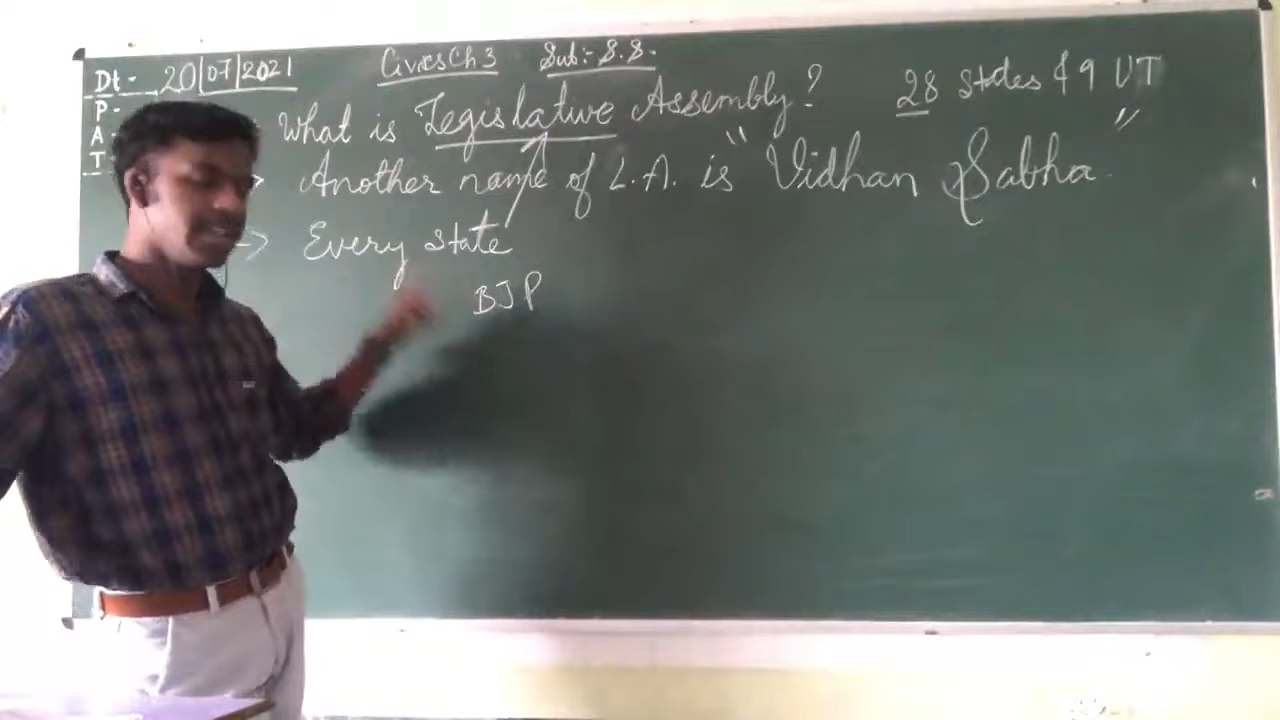 Dt - 20/07/2021 Civics Ch 3 Sub:- S.S.
P-
A-
T
What is Legislative Assembly? 28 States & 9 UT
→ Another name of L.A. is "Vidhan Sabha"
→ Every state
BJP